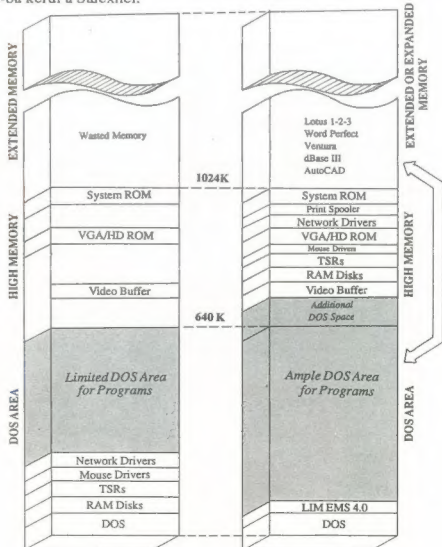 -ba kerül a
EXTENDED MEMORY
Wasted Memory
1024K
System ROM
VGA/HD ROM
HIGH MEMORY
Video Buffer
640 K
Limited DOS Area
for Programs
DOS AREA
Network Drivers
Mouse Drivers
TSRs
RAM Disks
DOS
EXTENDED OR EXPANDED
MEMORY
Lotus 1-2-3
Word Perfect
Ventura
dBase III
AutoCAD
System ROM
Print Spooler
Network Drivers
VGA/HD ROM
Mouse Drivers
TSRs
RAM Disks
Video Buffer
HIGH MEMORY
Additional
DOS Space
Ample DOS Area
for Programs
DOS AREA
LIM EMS 4.0
DOS